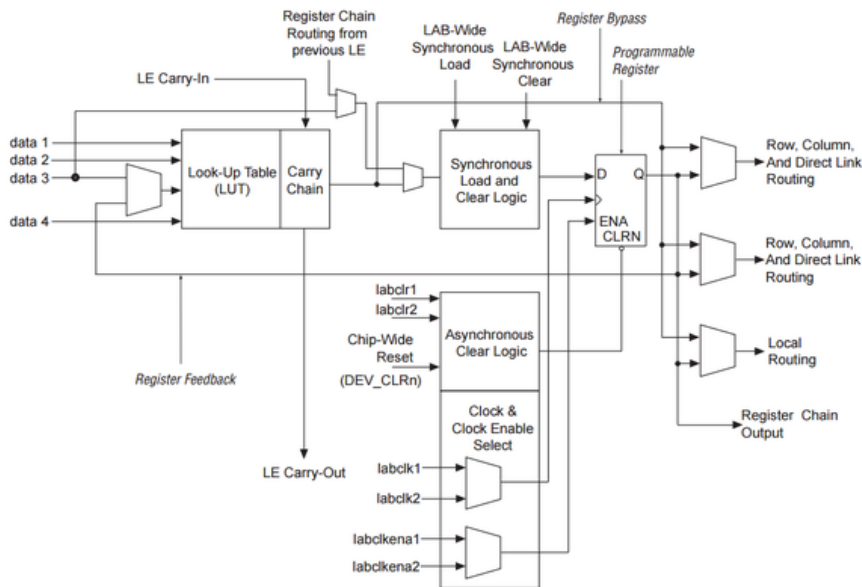 Register Chain
Routing from
previous LE
LAB-Wide
Synchronous
Load
LAB-Wide
Synchronous
Clear
Register Bypass
Programmable
Register
LE Carry-In
data 1
data 2
data 3
data 4
Look-Up Table
(LUT)
Carry
Chain
Synchronous
Load and
Clear Logic
D
Q
ENA
CLRN
Row, Column,
And Direct Link
Routing
Row, Column,
And Direct Link
Routing
Local
Routing
Register Chain
Output
labclr1
labclr2
Chip-Wide
Reset
(DEV_CLRn)
Asynchronous
Clear Logic
Register Feedback
Clock &
Clock Enable
Select
LE Carry-Out
labclk1
labclk2
labclkena1
labclkena2